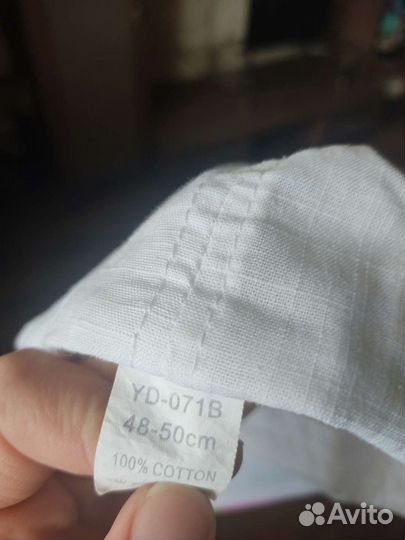 YD-071B
48-50cm
100% COTTON
Avito